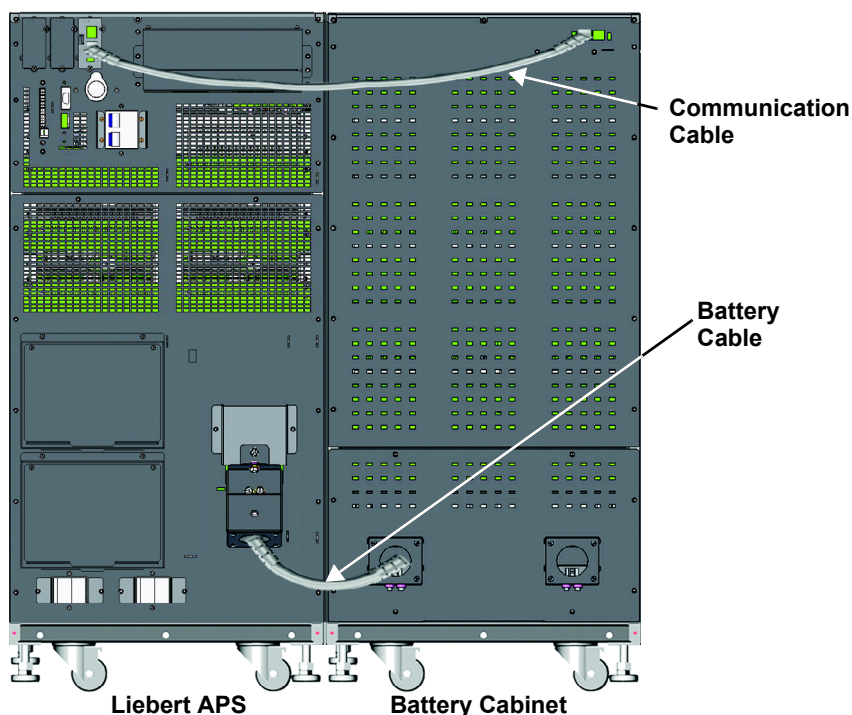 Communication
Cable
Battery
Cable
Liebert APS
Battery Cabinet